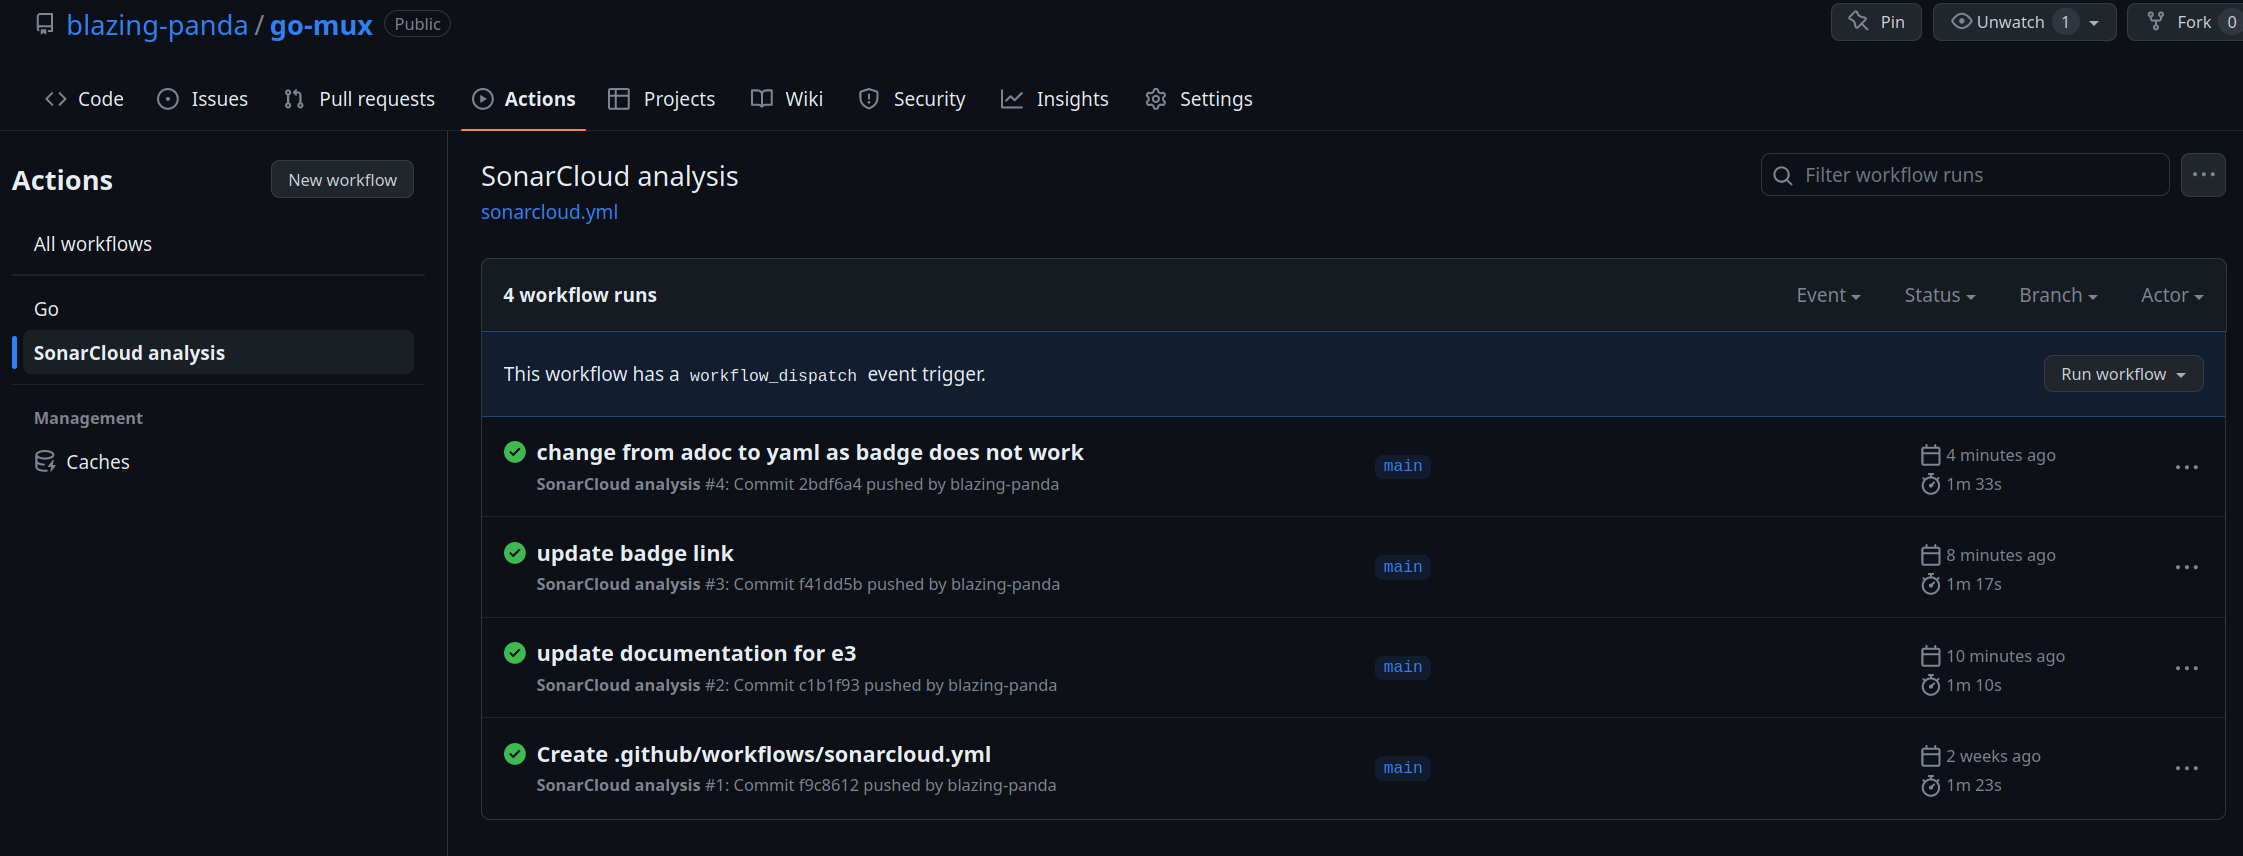 blazing-panda / go-mux Public
Pin
Unwatch 1
Fork 0
Code
Issues
Pull requests
Actions
Projects
Wiki
Security
Insights
Settings
Actions
New workflow
All workflows
Go
SonarCloud analysis
Management
Caches
SonarCloud analysis
sonarcloud.yml
Filter workflow runs
4 workflow runs
Event
Status
Branch
Actor
This workflow has a workflow_dispatch event trigger.
Run workflow
change from adoc to yaml as badge does not work
SonarCloud analysis #4: Commit 2bdf6a4 pushed by blazing-panda
main
4 minutes ago
1m 33s
update badge link
SonarCloud analysis #3: Commit f41dd5b pushed by blazing-panda
main
8 minutes ago
1m 17s
update documentation for e3
SonarCloud analysis #2: Commit c1b1f93 pushed by blazing-panda
main
10 minutes ago
1m 10s
Create .github/workflows/sonarcloud.yml
SonarCloud analysis #1: Commit f9c8612 pushed by blazing-panda
main
2 weeks ago
1m 23s